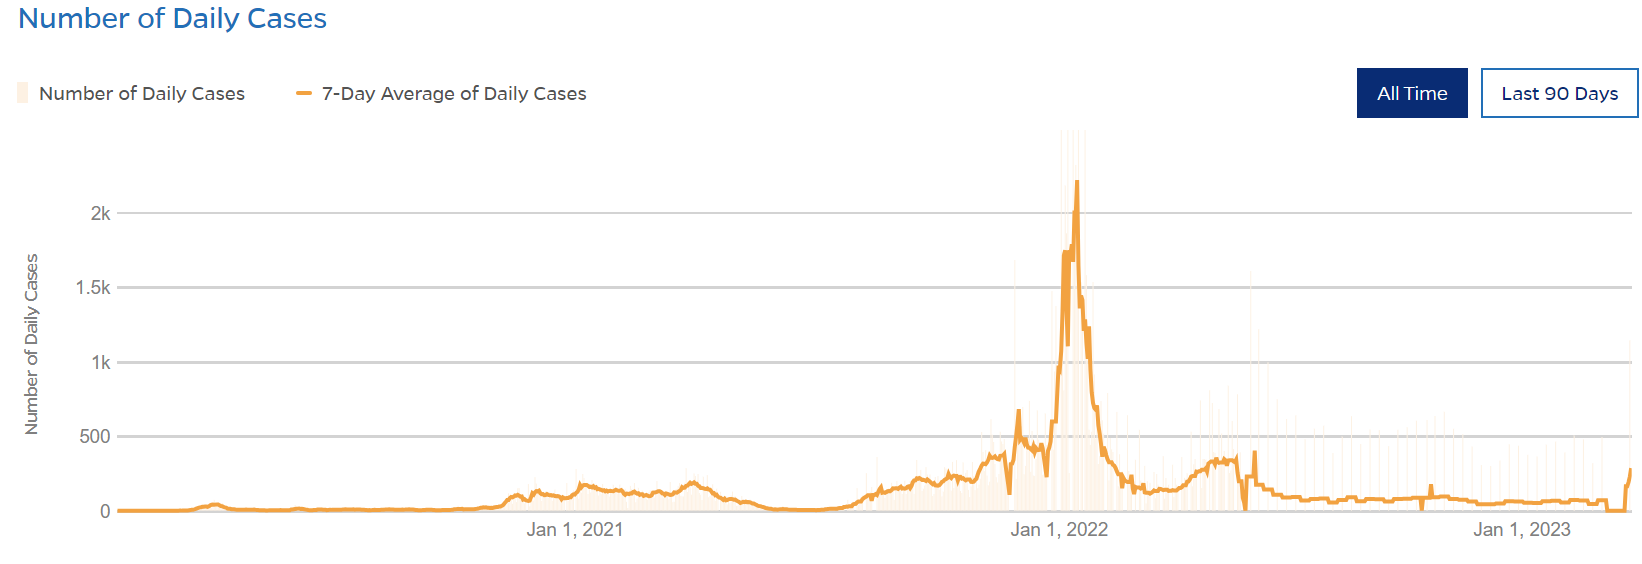 Number of Daily Cases
Number of Daily Cases
7-Day Average of Daily Cases
All Time
Last 90 Days
Number of Daily Cases
2k
1.5k
1k
500
0
Jan 1, 2021
Jan 1, 2022
Jan 1, 2023